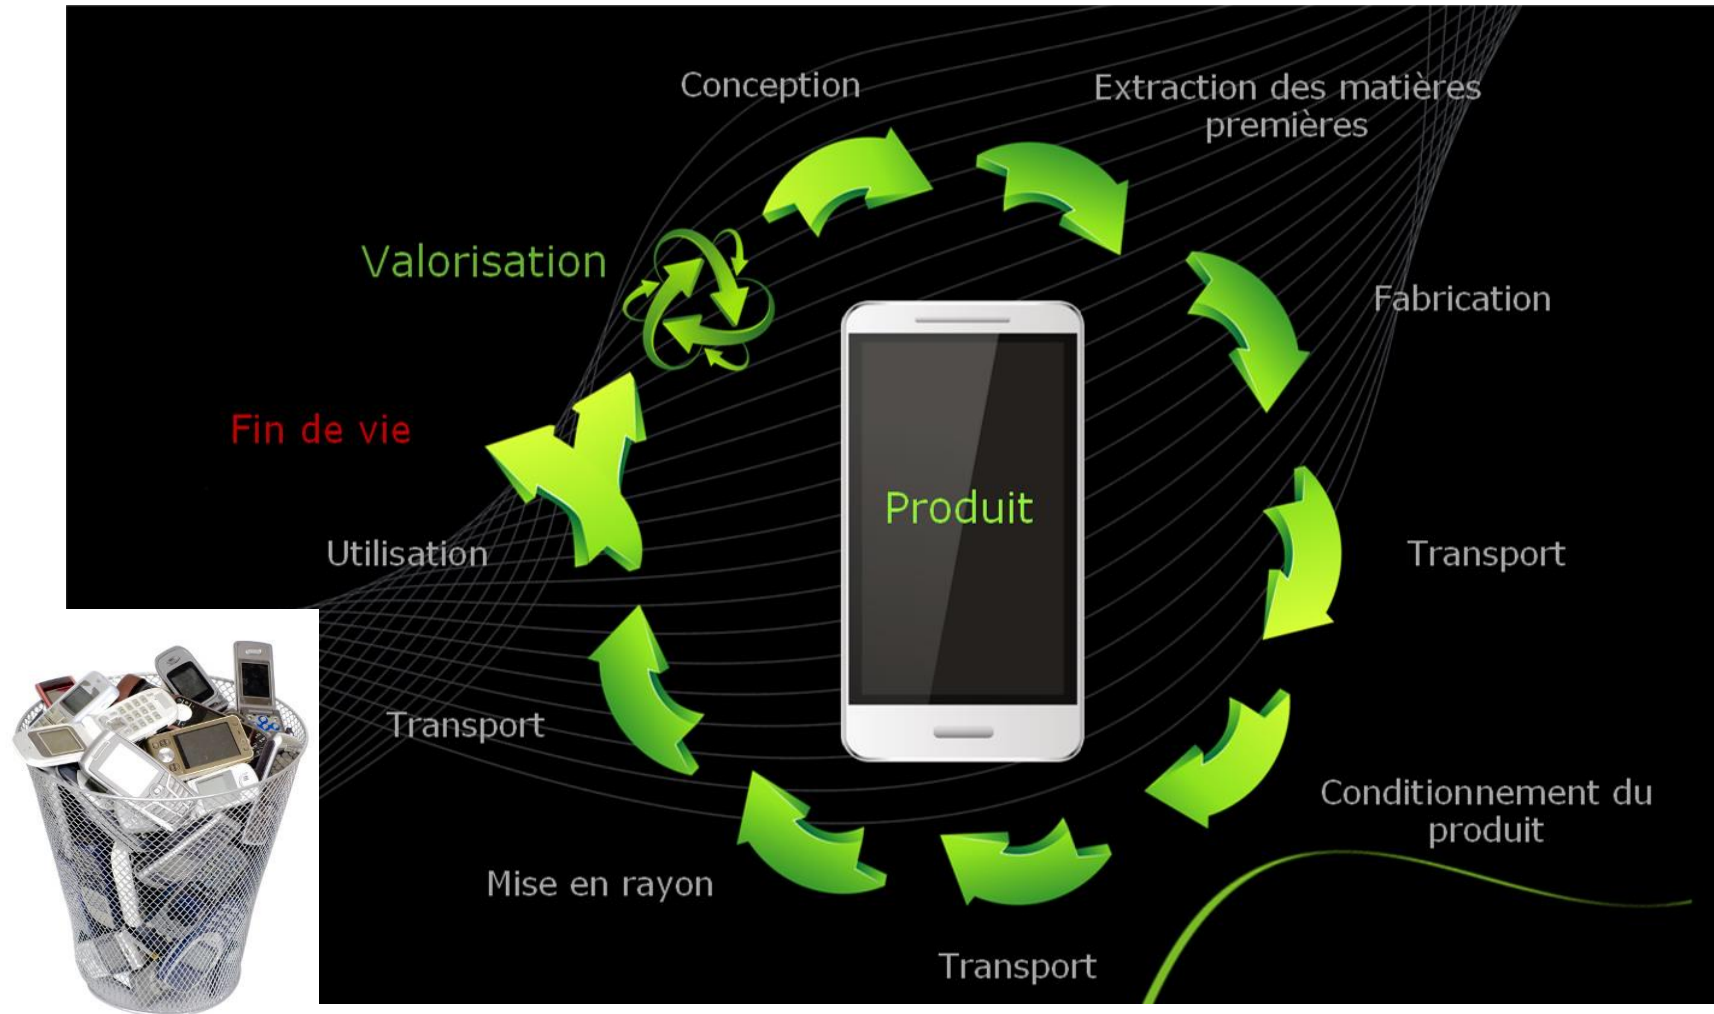 Conception
Extraction des matières
premières
Valorisation
Fabrication
Fin de vie
Produit
Utilisation
Transport
Transport
Conditionnement du
produit
Mise en rayon
Transport